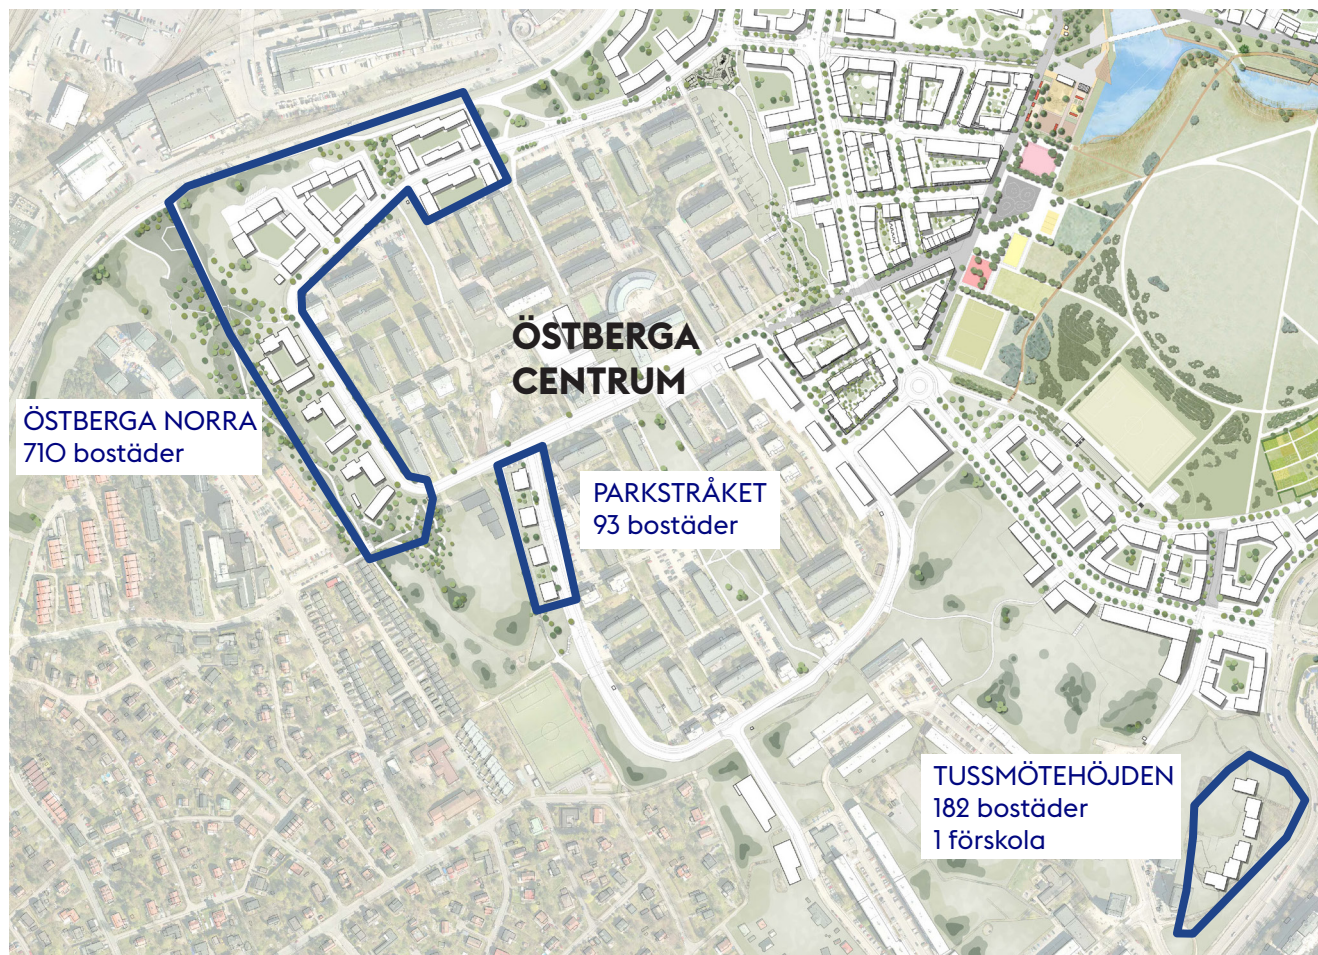 ÖSTBERGA
CENTRUM
ÖSTBERGA NORRA
710 bostäder
PARKSTRÅKET
93 bostäder
TUSSMÖTEHÖJDEN
182 bostäder
1 förskola